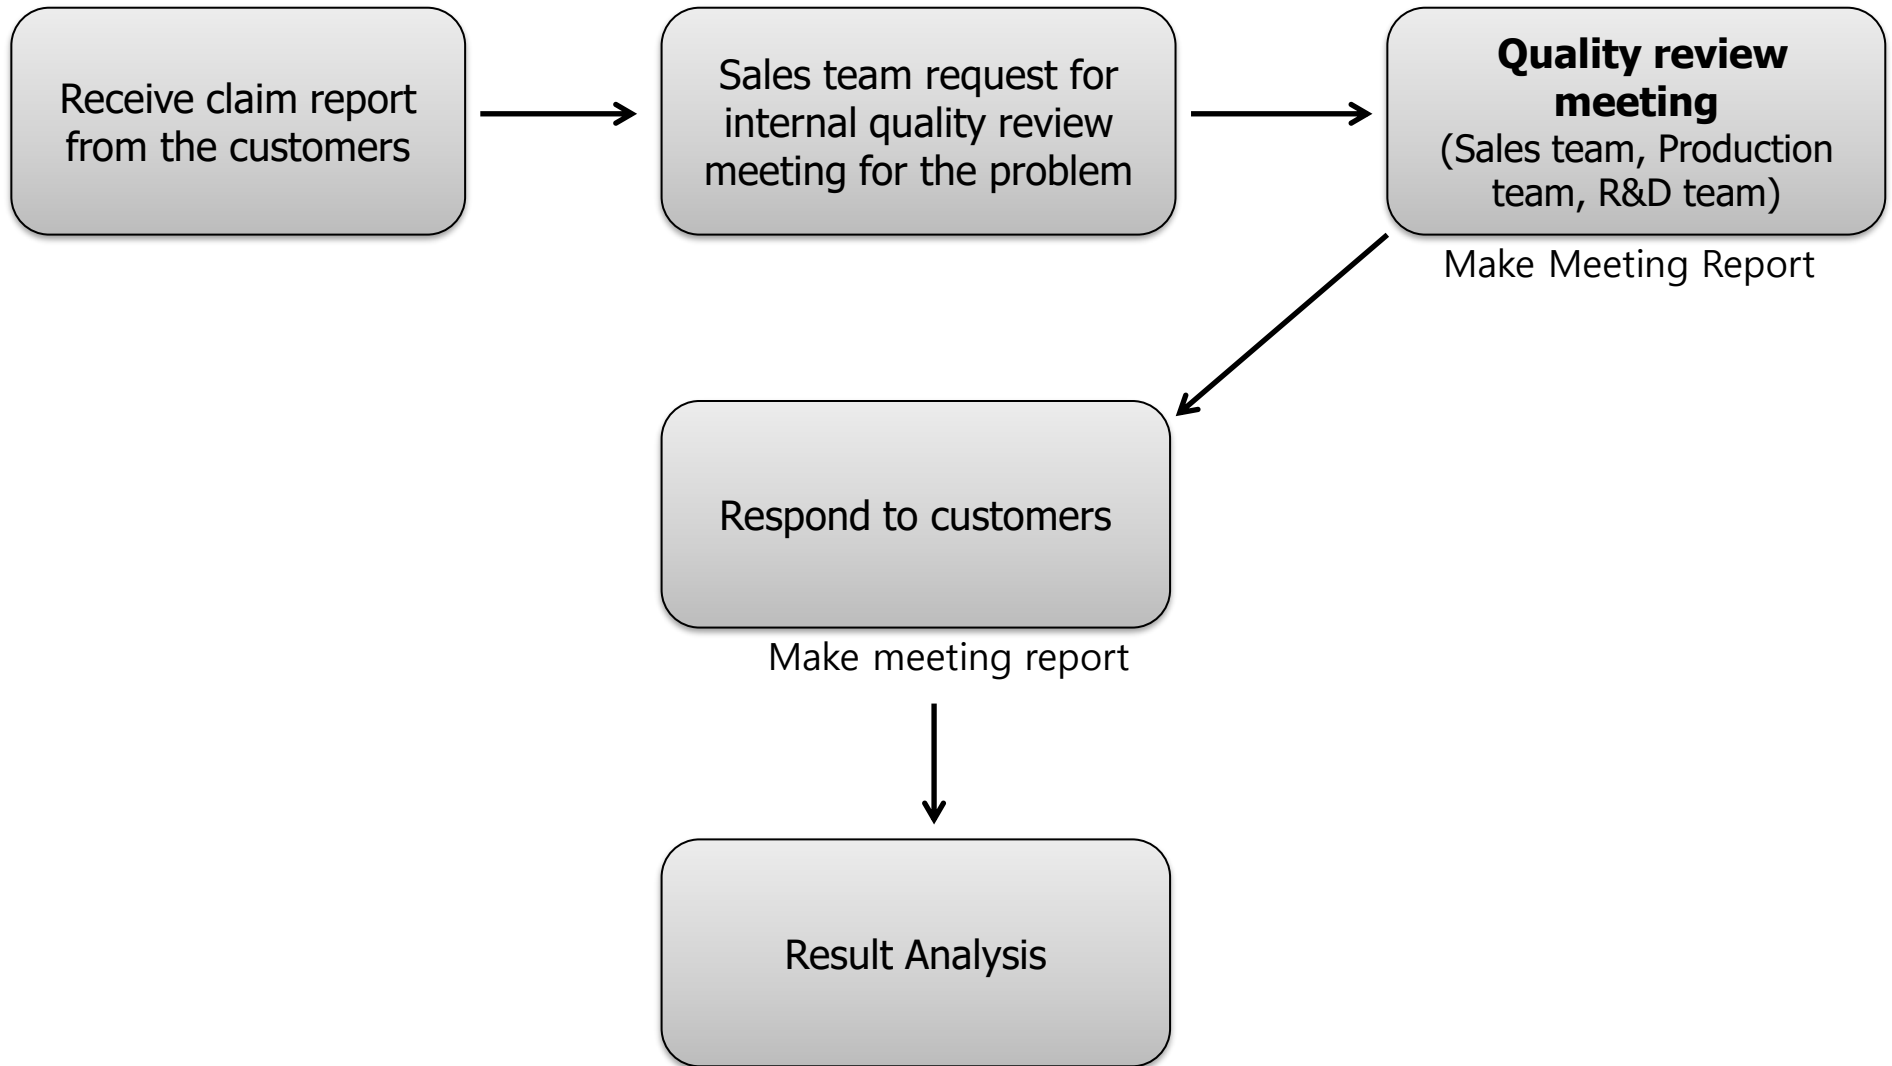 Receive claim report
from the customers
Sales team request for
internal quality review
meeting for the problem
Quality review
meeting
(Sales team, Production
team, R&D team)
Make Meeting Report
Respond to customers
Make meeting report
Result Analysis